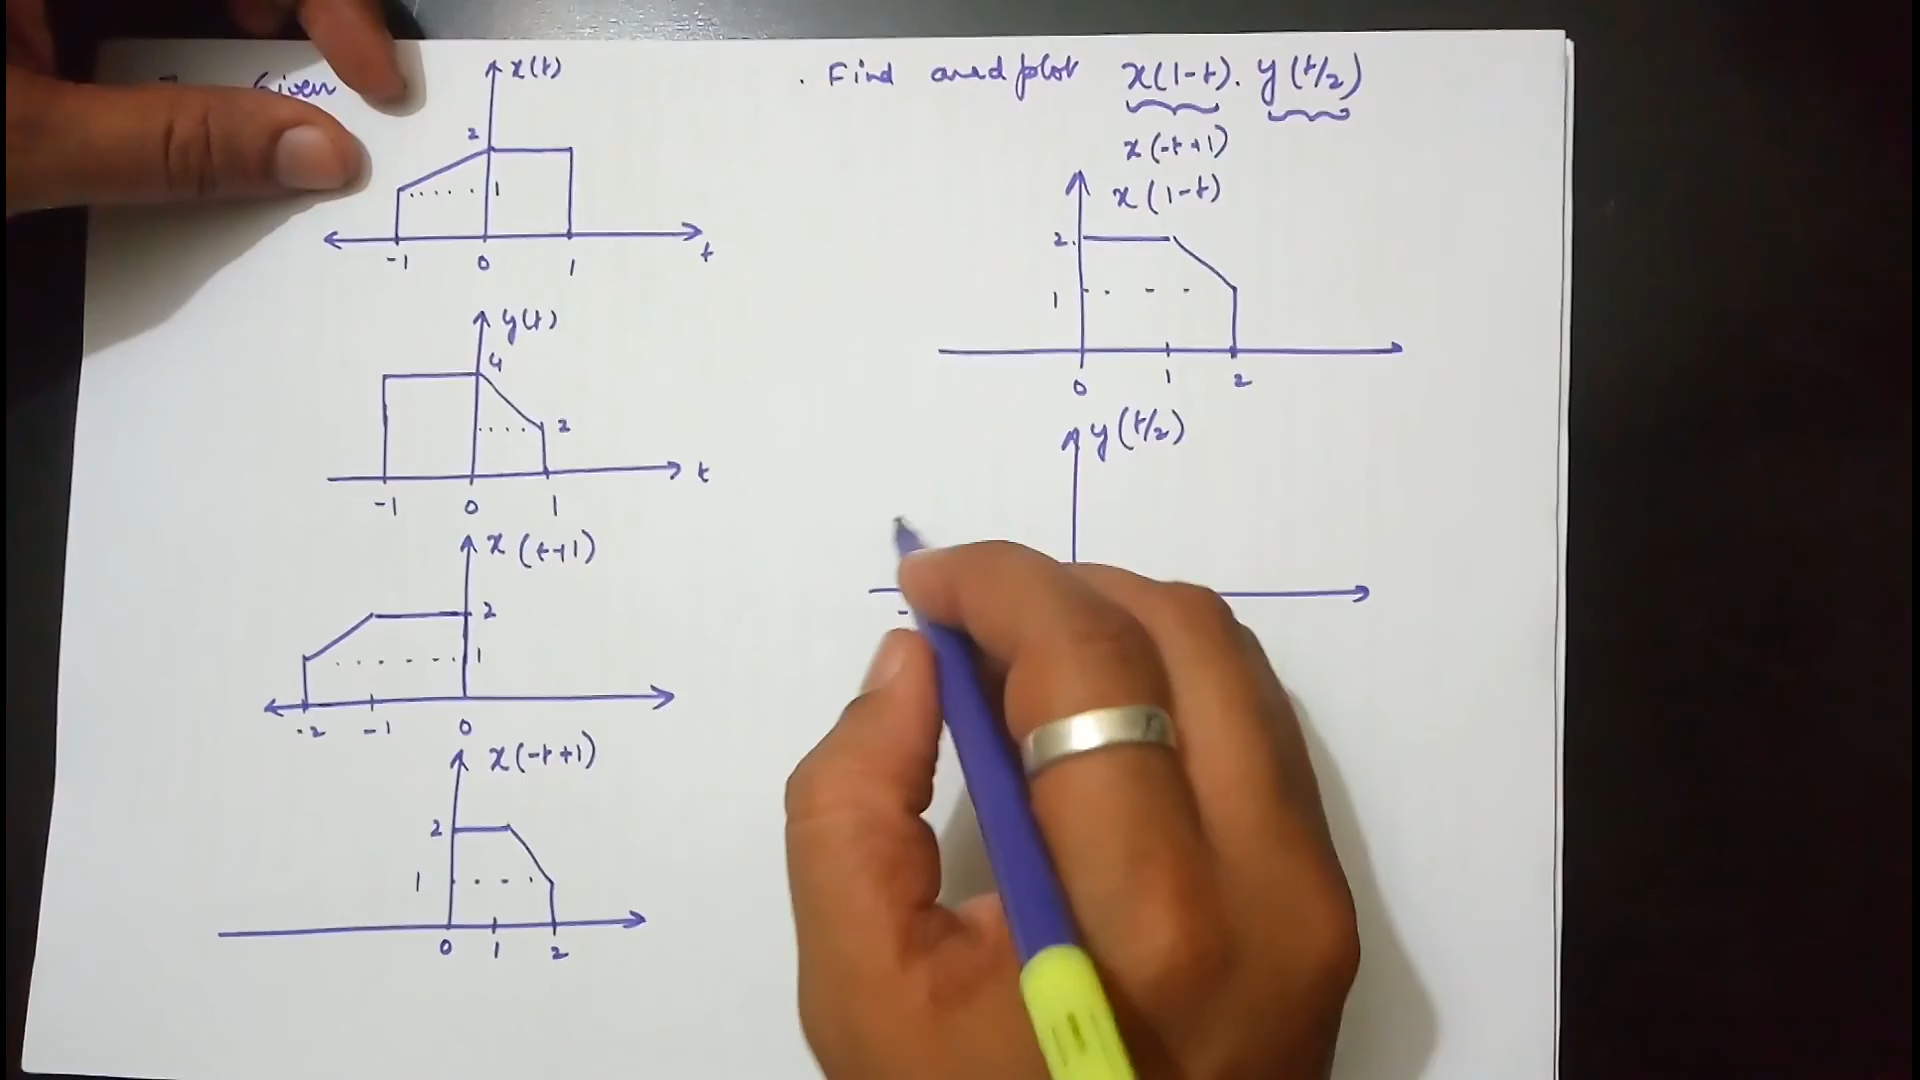 Given
x(t)
2
1
-1 0 1 t
y(t)
4
2
-1 0 1 t
x (t+1)
2
1
-2 -1 0
x(-t+1)
2
1
0 1 2
. Find and plot x(1-t). y(t/2)
x(-t+1)
x(1-t)
2
1
0 1 2
y(t/2)
-